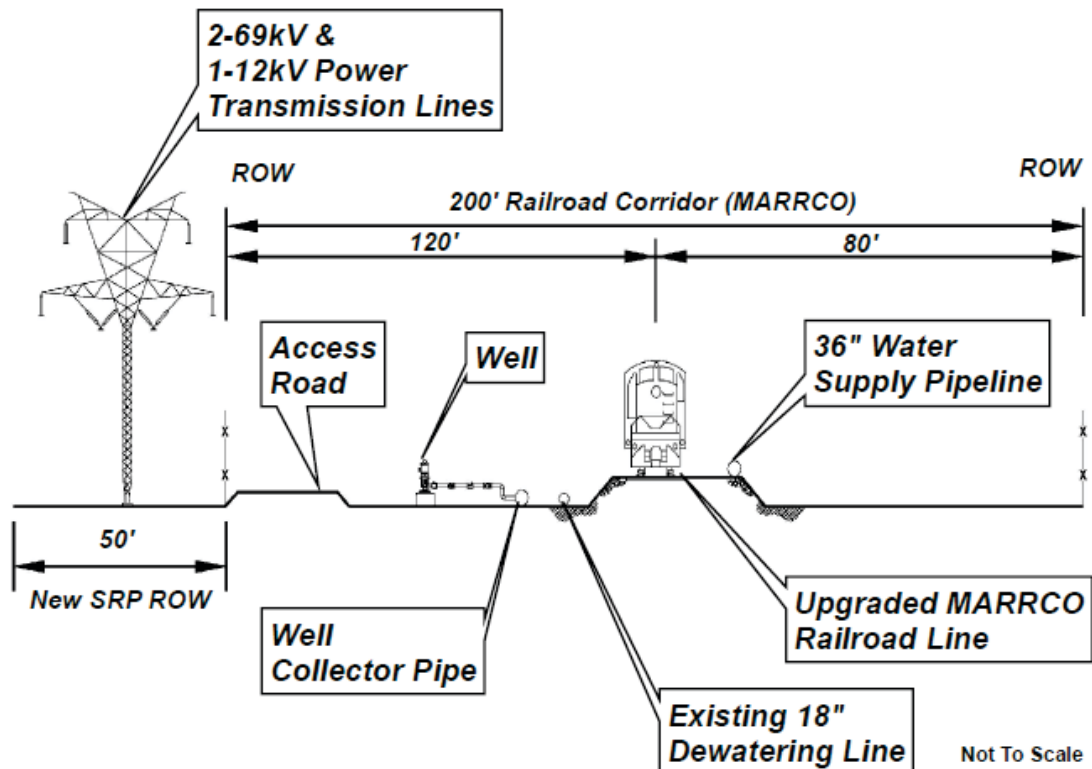 2-69kV &
1-12kV Power
Transmission Lines
ROW
ROW
200' Railroad Corridor (MARRCO)
120'
80'
Access
Road
Well
36" Water
Supply Pipeline
50'
New SRP ROW
Well
Collector Pipe
Upgraded MARRCO
Railroad Line
Existing 18"
Dewatering Line
Not To Scale